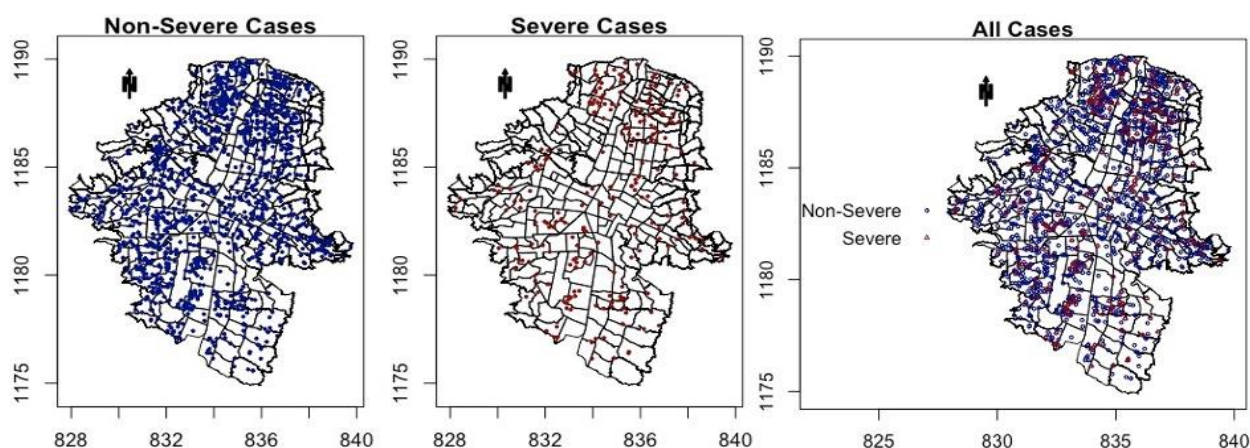 Non-Severe Cases
N
1190
1185
1180
1175
828 832 836 840
Severe Cases
N
1190
1185
1180
1175
828 832 836 840
All Cases
N
1190
1185
1180
1175
Non-Severe
Severe
825 830 835 840